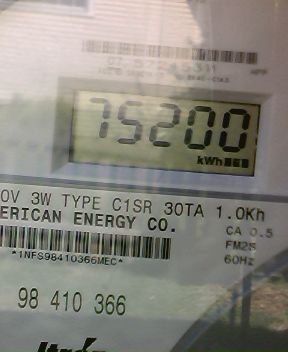 75200
kWh
0V 3W TYPE C1SR 30TA 1.0Kh
ERICAN ENERGY CO. CA 0.5
FM2S
*1NFS98410366MEC* 60Hz
98 410 366
Itrón